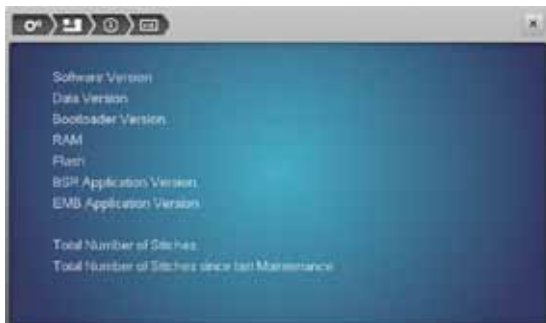 Software Version
Data Version
Bootloader Version
RAM
Flash
BSR Application Version
EMB Application Version
Total Number of Stitches
Total Number of Stitches since last Maintenance